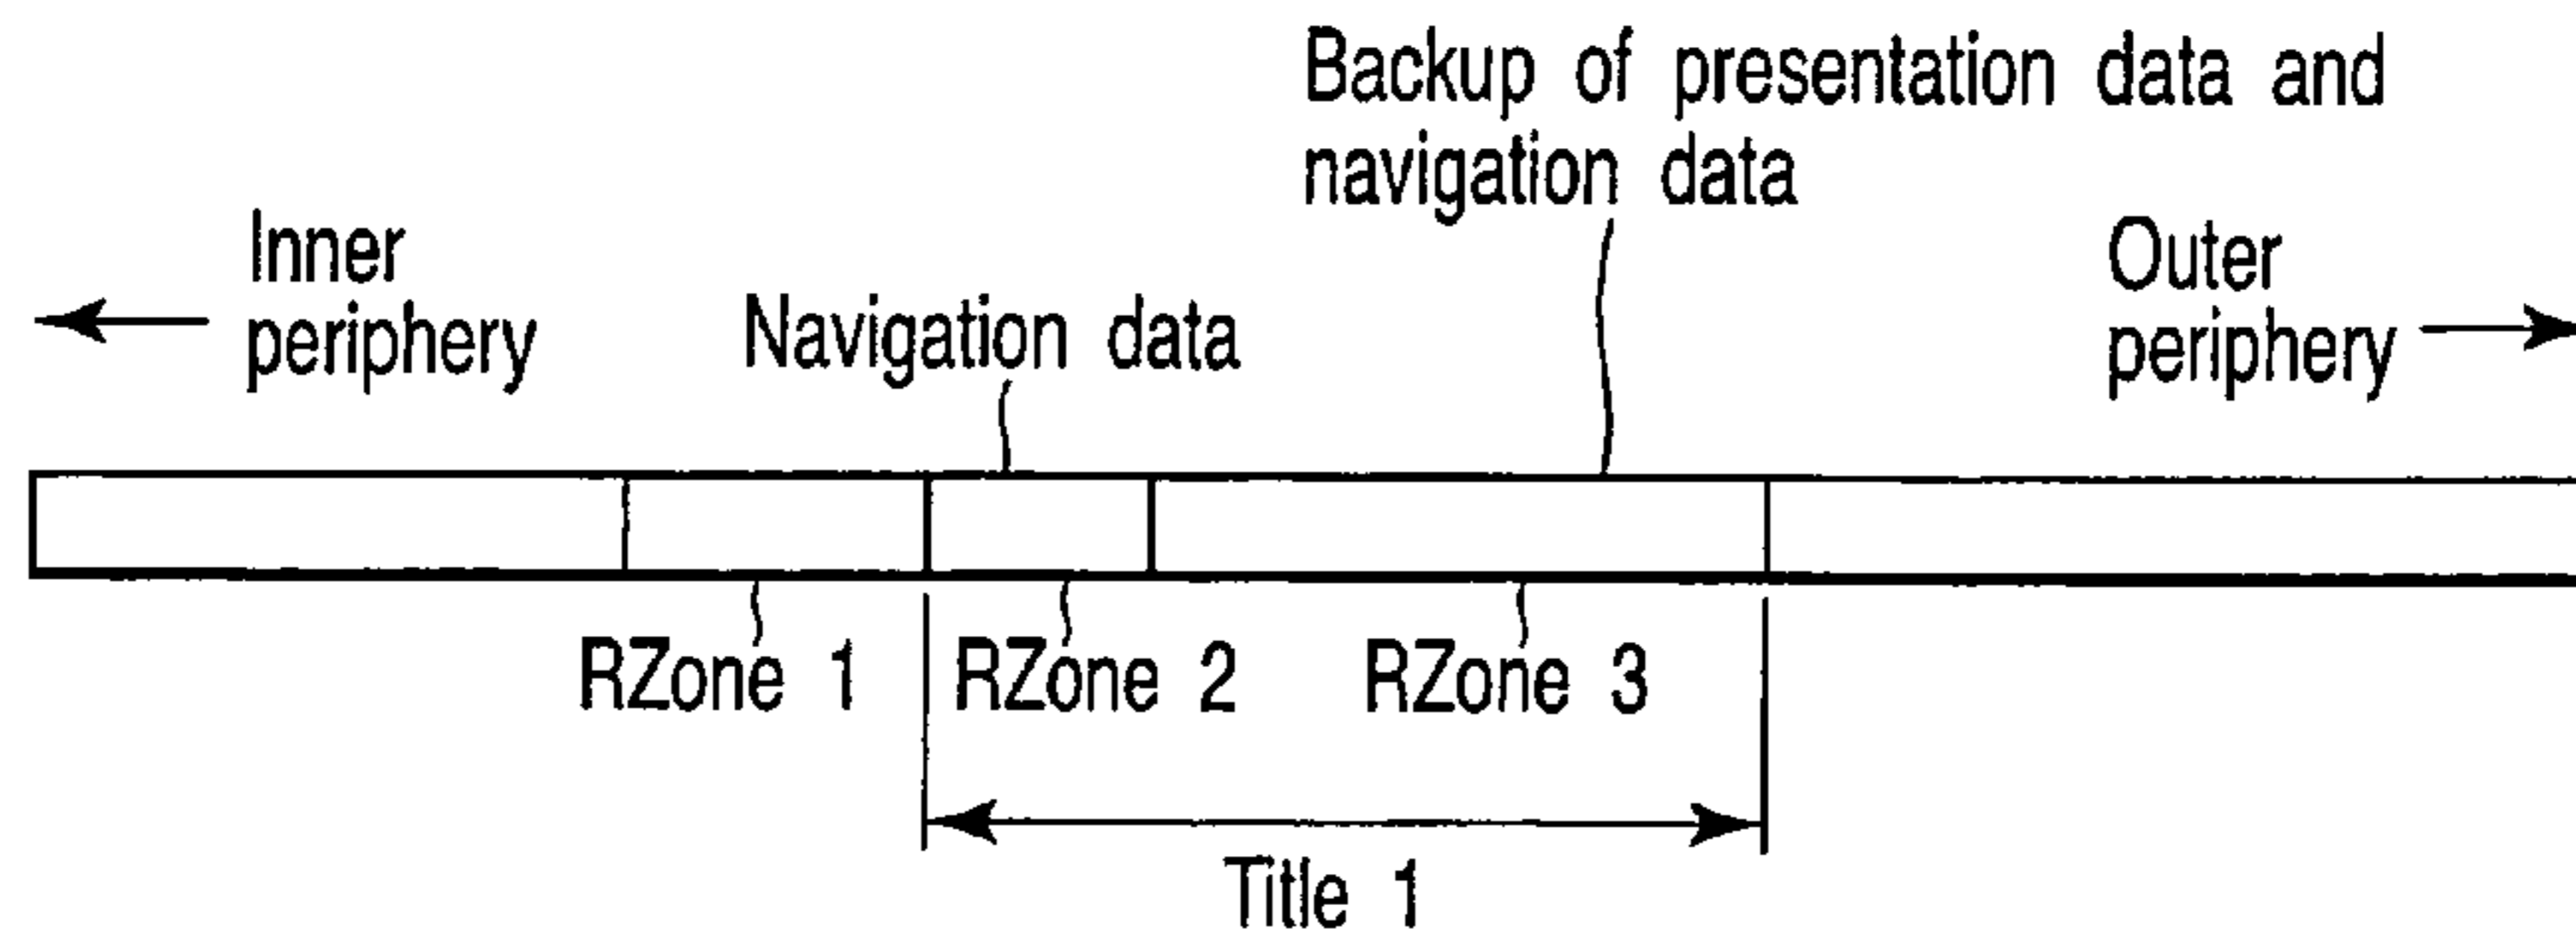 Backup of presentation data and
navigation data
Inner
periphery
Outer
periphery
Navigation data
RZone 1
RZone 2
RZone 3
Title 1